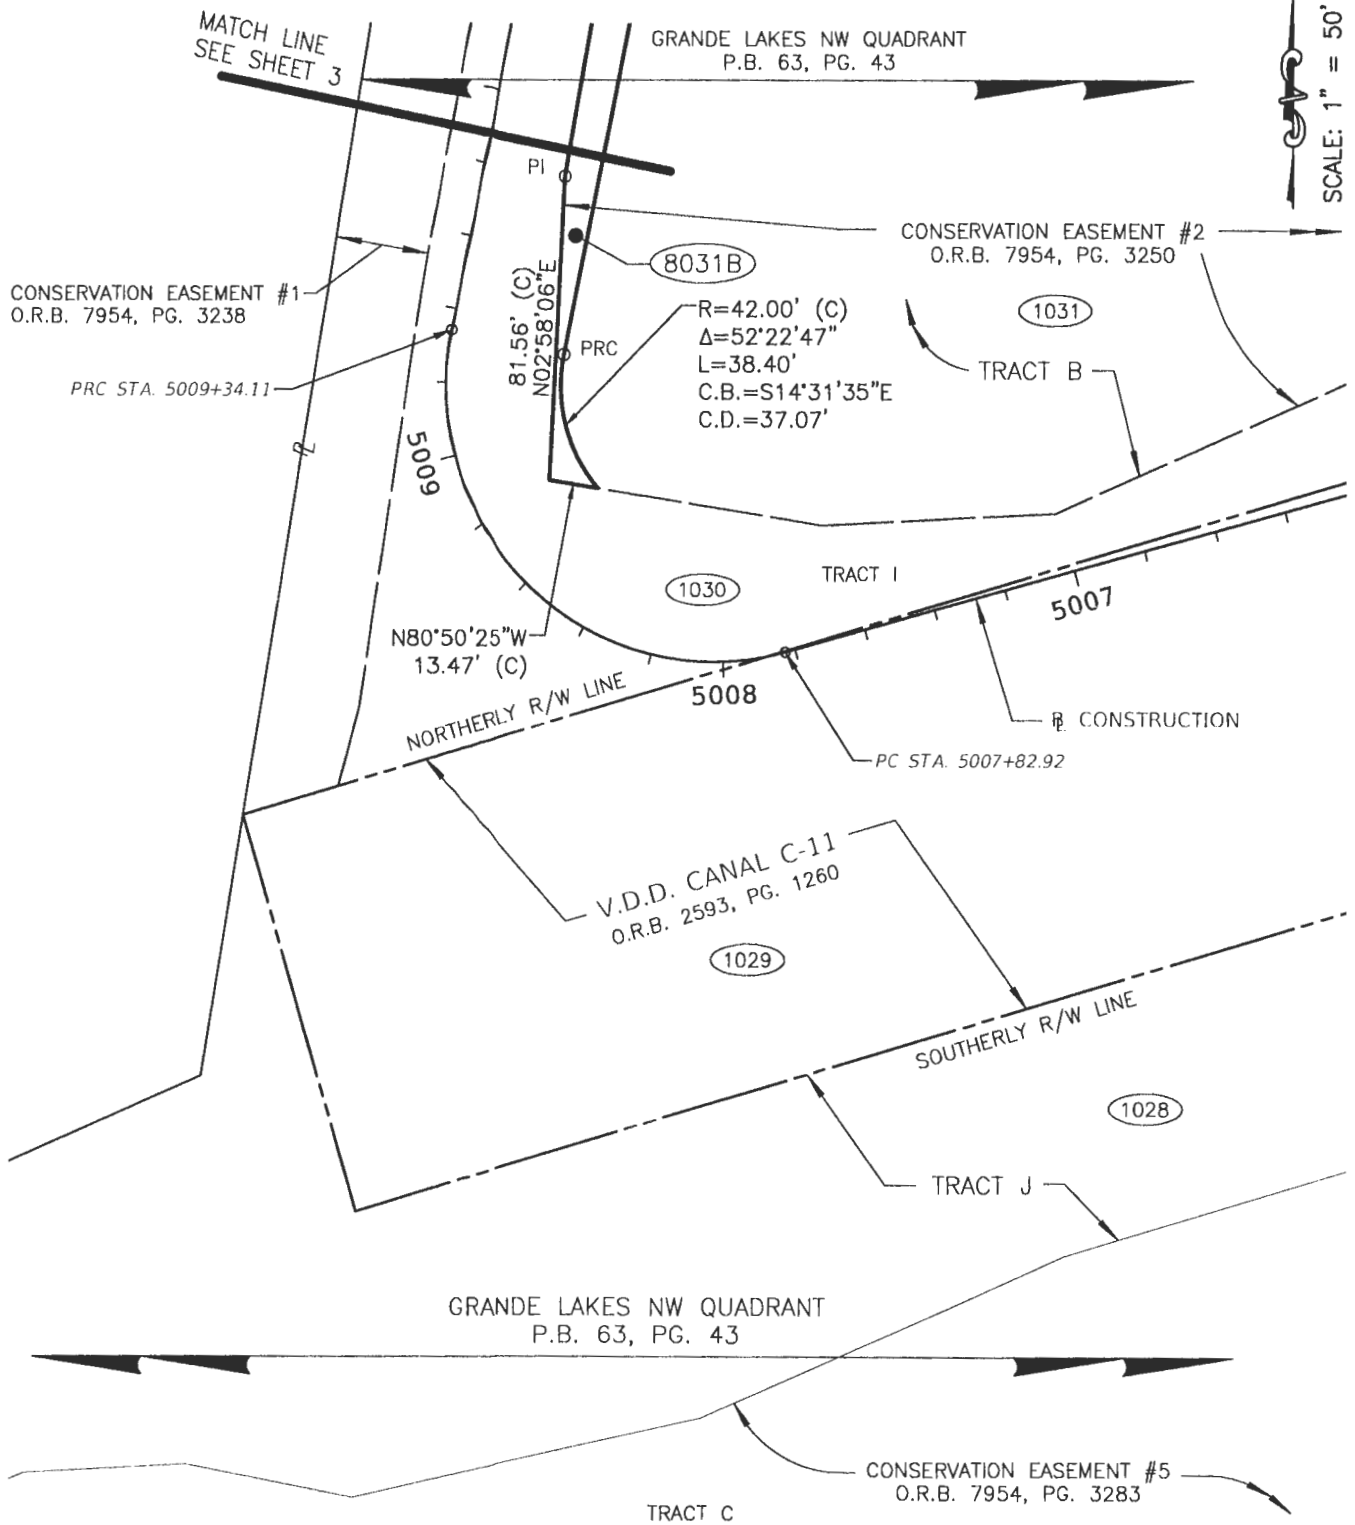 MATCH LINE
SEE SHEET 3
GRANDE LAKES NW QUADRANT
P.B. 63, PG. 43
SCALE: 1" = 50'
PI
CONSERVATION EASEMENT #2
O.R.B. 7954, PG. 3250
8031B
CONSERVATION EASEMENT #1
O.R.B. 7954, PG. 3238
81.56' (C)
N02°58'06"E
R=42.00' (C)
Δ=52°22'47"
L=38.40'
C.B.=S14°31'35"E
C.D.=37.07'
1031
PRC
TRACT B
PRC STA. 5009+34.11
5009
TRACT I
1030
5007
N80°50'25"W
13.47' (C)
5008
NORTHERLY R/W LINE
CONSTRUCTION
PC STA. 5007+82.92
V.D.D. CANAL C-11
O.R.B. 2593, PG. 1260
1029
SOUTHERLY R/W LINE
1028
TRACT J
GRANDE LAKES NW QUADRANT
P.B. 63, PG. 43
CONSERVATION EASEMENT #5
O.R.B. 7954, PG. 3283
TRACT C